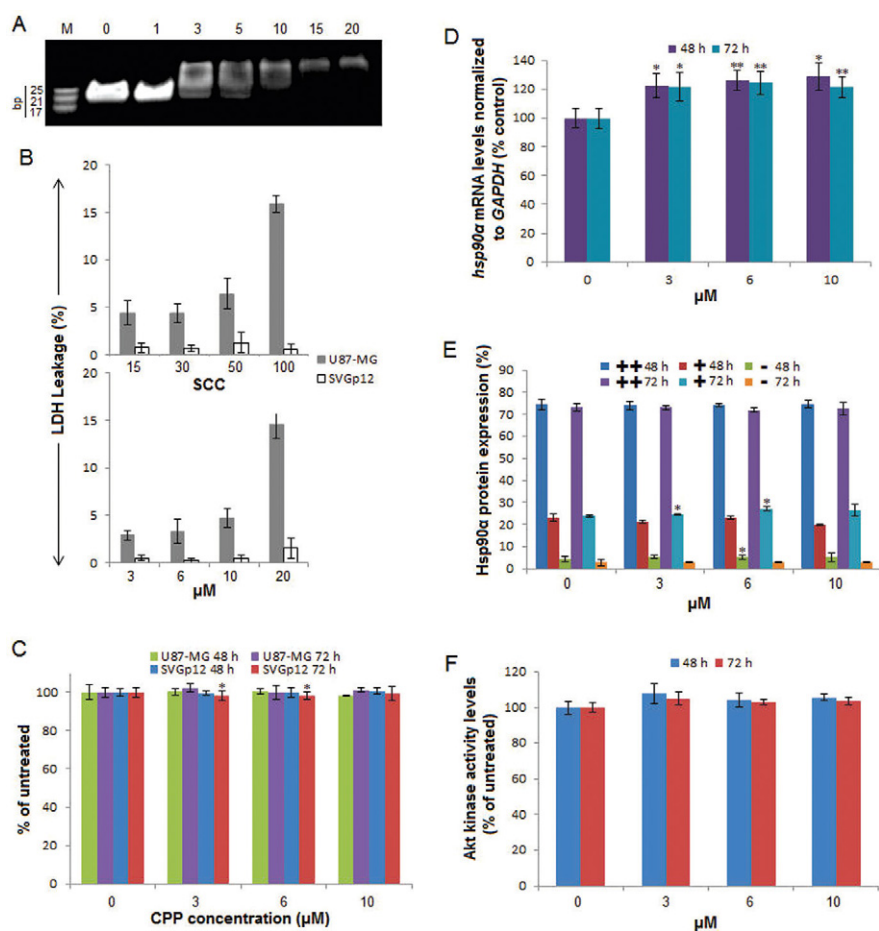 A
M 0 1 3 5 10 15 20
bp
25
21
17
B
LDH Leakage (%)
20
15
10
5
0
15 30 50 100
SCC
U87-MG
SVGp12
20
15
10
5
0
3 6 10 20
µM
C
U87-MG 48 h U87-MG 72 h
SVGp12 48 h SVGp12 72 h
% of untreated
120
100
80
60
40
20
0
* *
0 3 6 10
CPP concentration (µM)
D
48 h 72 h
hsp90α mRNA levels normalized
to GAPDH (% control)
140
120
100
80
60
40
20
0
* * ** ** * **
0 3 6 10
µM
E
++ 48 h + 48 h - 48 h
++ 72 h + 72 h - 72 h
Hsp90α protein expression (%)
90
80
70
60
50
40
30
20
10
0
* * *
0 3 6 10
µM
F
48 h 72 h
Akt kinase activity levels
(% of untreated)
120
100
80
60
40
20
0
0 3 6 10
µM